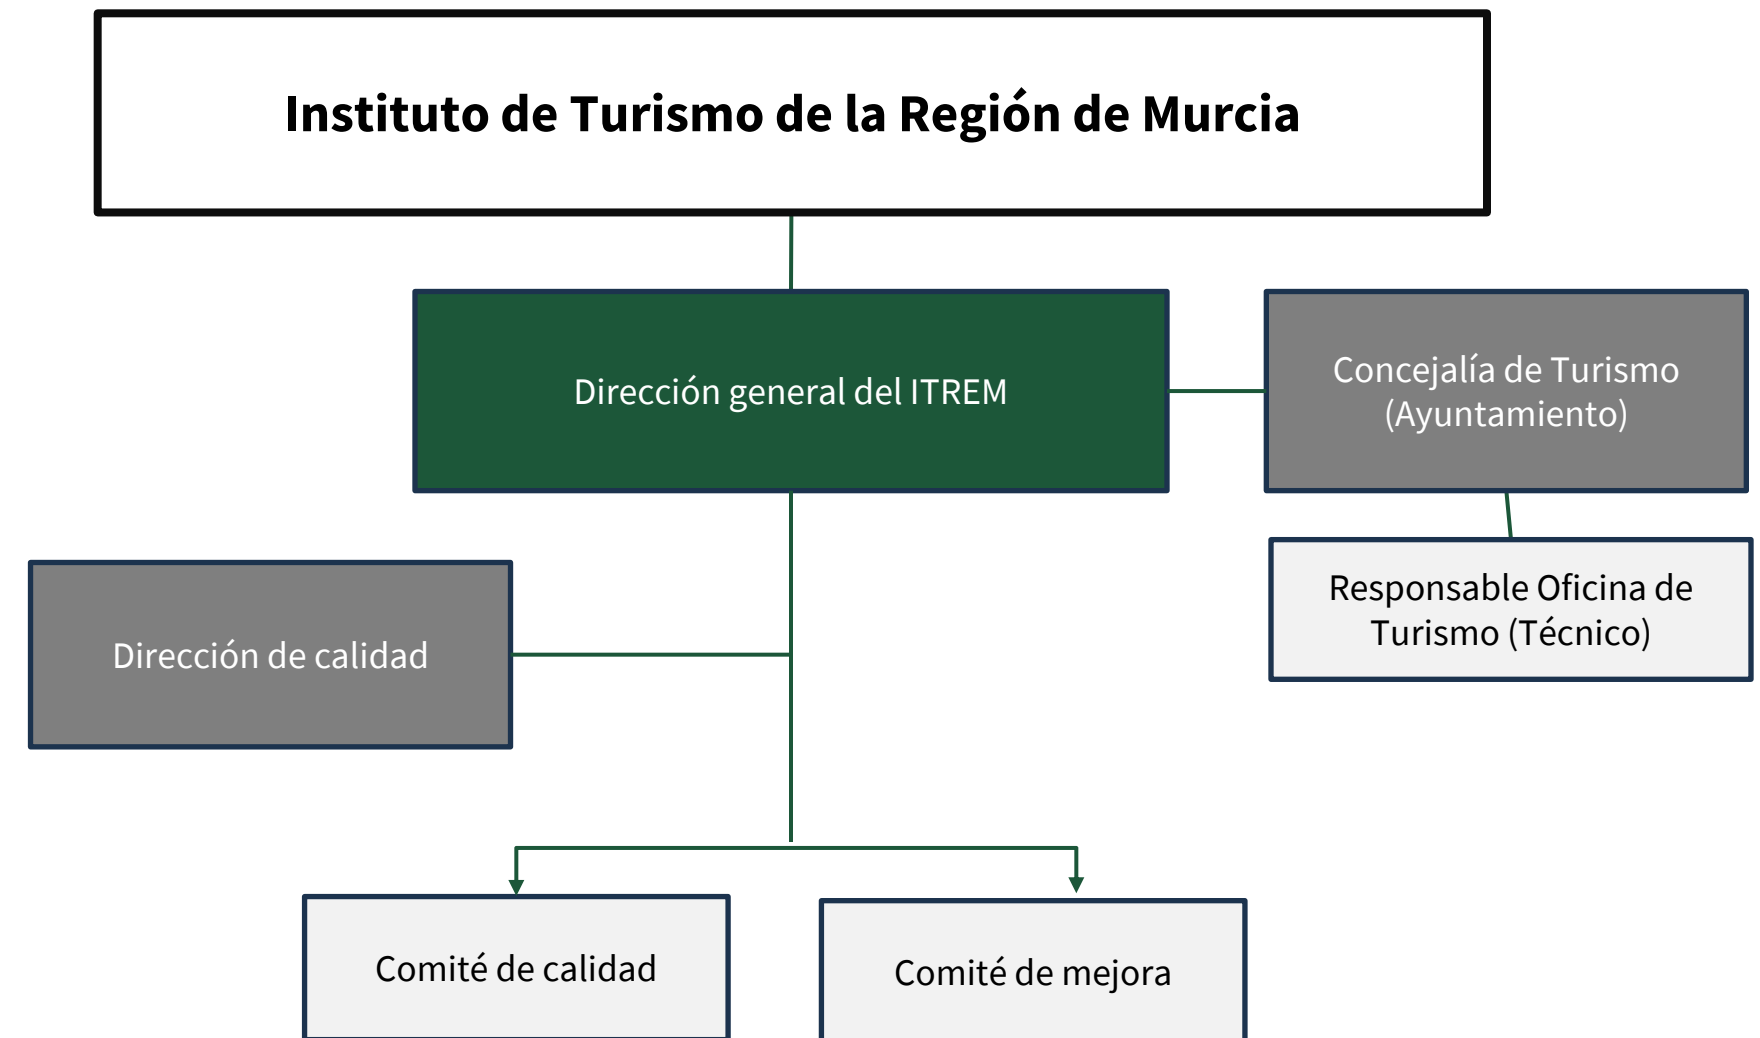 Instituto de Turismo de la Región de Murcia
Dirección general del ITREM
Concejalía de Turismo
(Ayuntamiento)
Responsable Oficina de
Turismo (Técnico)
Dirección de calidad
Comité de calidad
Comité de mejora